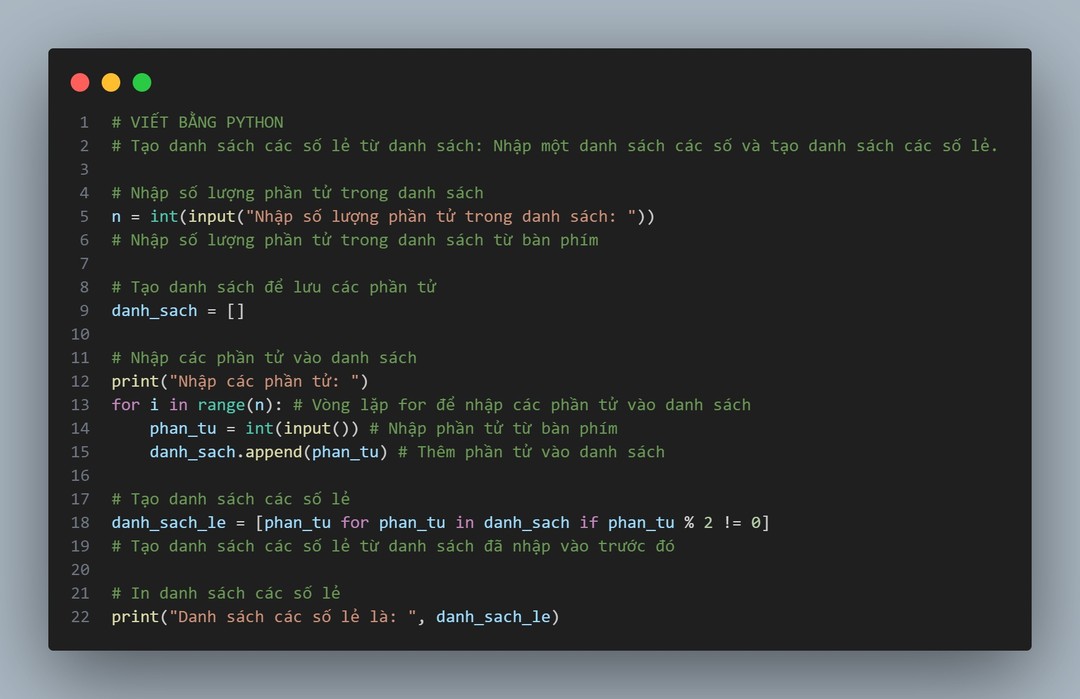 1 # VIẾT BẰNG PYTHON
2 # Tạo danh sách các số lẻ từ danh sách: Nhập một danh sách các số và tạo danh sách các số lẻ.
3
4 # Nhập số lượng phần tử trong danh sách
5 n = int(input("Nhập số lượng phần tử trong danh sách: "))
6 # Nhập số lượng phần tử trong danh sách từ bàn phím
7
8 # Tạo danh sách để lưu các phần tử
9 danh_sach = []
10
11 # Nhập các phần tử vào danh sách
12 print("Nhập các phần tử: ")
13 for i in range(n): # Vòng lặp for để nhập các phần tử vào danh sách
14     phan_tu = int(input()) # Nhập phần tử từ bàn phím
15     danh_sach.append(phan_tu) # Thêm phần tử vào danh sách
16
17 # Tạo danh sách các số lẻ
18 danh_sach_le = [phan_tu for phan_tu in danh_sach if phan_tu % 2 != 0]
19 # Tạo danh sách các số lẻ từ danh sách đã nhập vào trước đó
20
21 # In danh sách các số lẻ
22 print("Danh sách các số lẻ là: ", danh_sach_le)